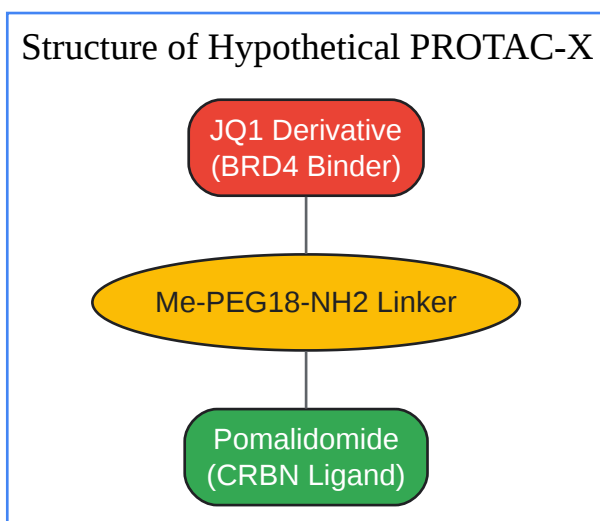 Structure of Hypothetical PROTAC-X
JQ1 Derivative
(BRD4 Binder)
Me-PEG18-NH2 Linker
Pomalidomide
(CRBN Ligand)